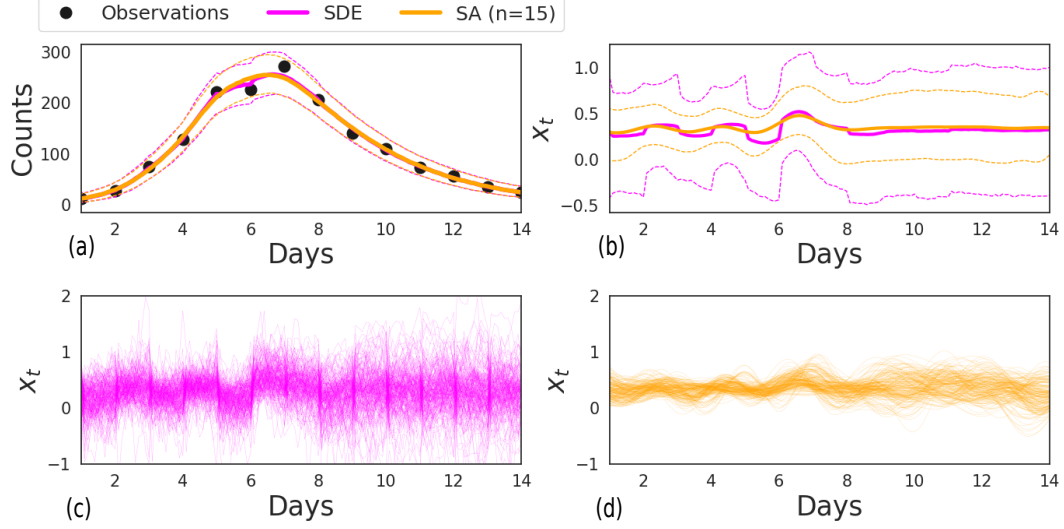 Observations SDE SA (n=15)
300
200
100
0
Counts
2 4 6 8 10 12 14
(a) Days
1.0
0.5
0.0
−0.5
x_t
2 4 6 8 10 12 14
(b) Days
2
1
0
−1
x_t
2 4 6 8 10 12 14
(c) Days
2
1
0
−1
x_t
2 4 6 8 10 12 14
(d) Days